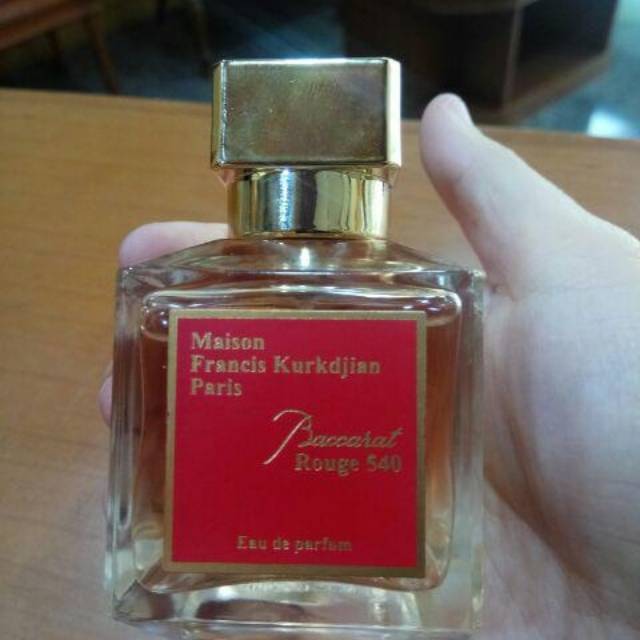 Maison
Francis Kurkdjian
Paris
Baccarat
Rouge 540
Eau de parfum